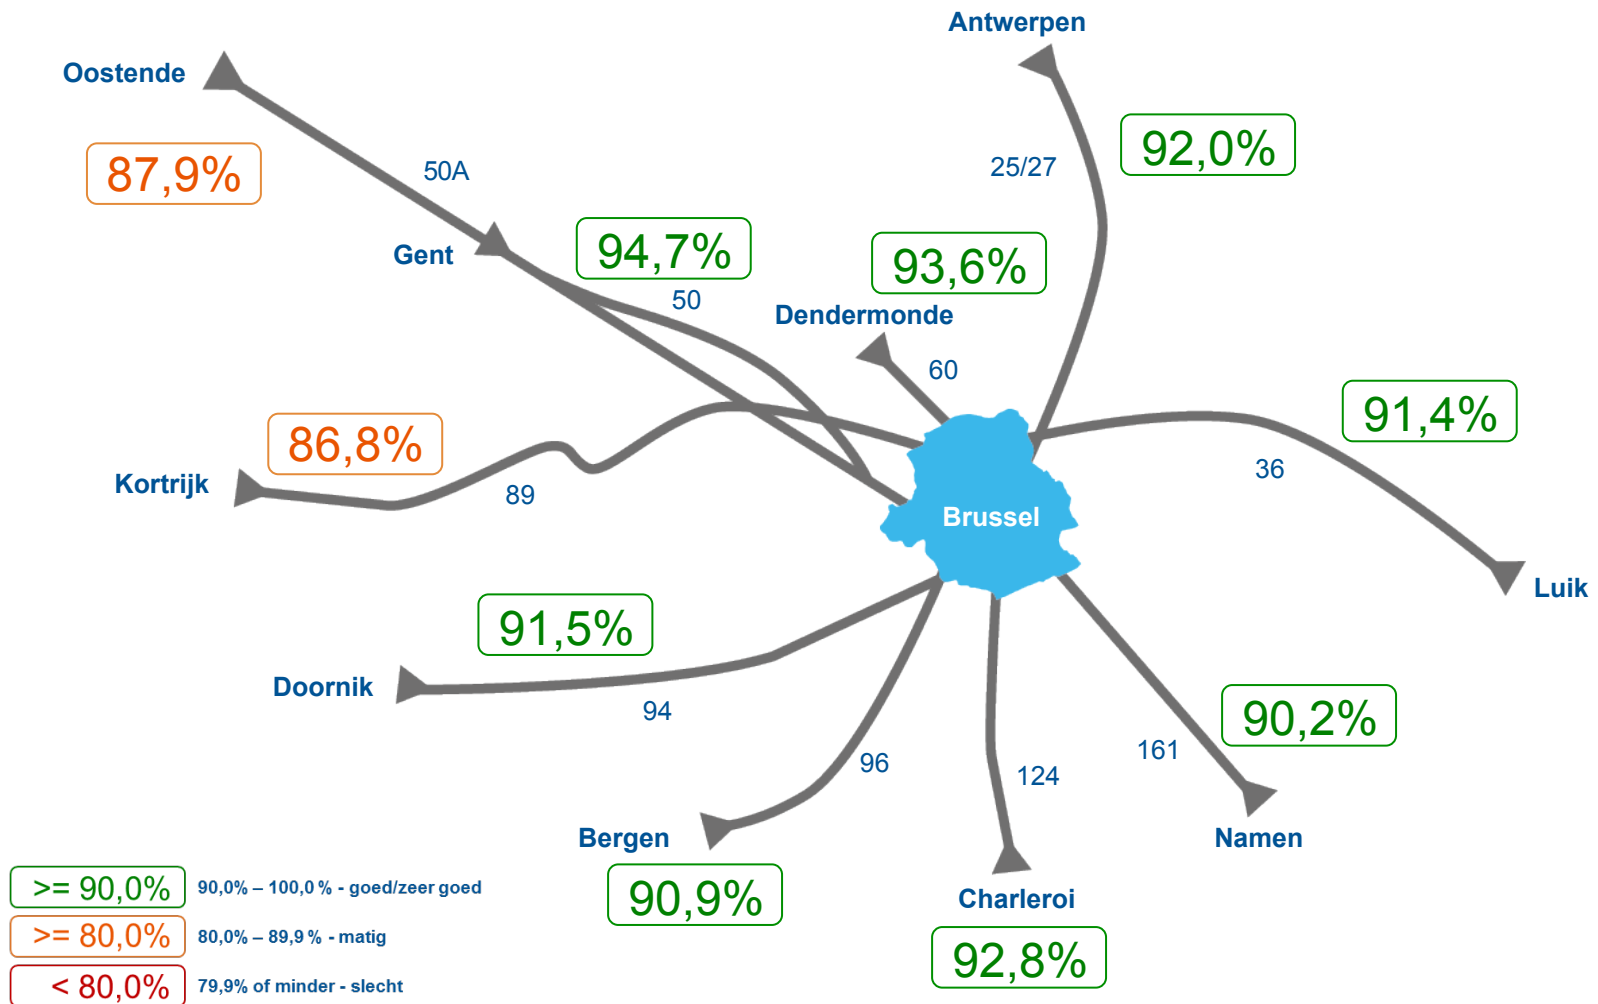 Antwerpen
Oostende
92,0%
87,9%
50A
25/27
94,7%
93,6%
Gent
50
Dendermonde
60
91,4%
86,8%
36
Kortrijk
89
Brussel
Luik
91,5%
Doornik
94
90,2%
161
96
124
Bergen
Namen
90,9%
Charleroi
92,8%
>= 90,0% 90,0% – 100,0% - goed/zeer goed
>= 80,0% 80,0% – 89,9% - matig
< 80,0% 79,9% of minder - slecht